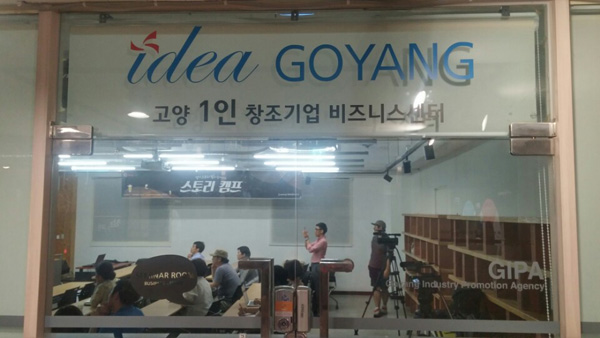 idea GOYANG
고양 1인 창조기업 비즈니스센터
스토리 캠프
GIPA
Industry Promotion Agency